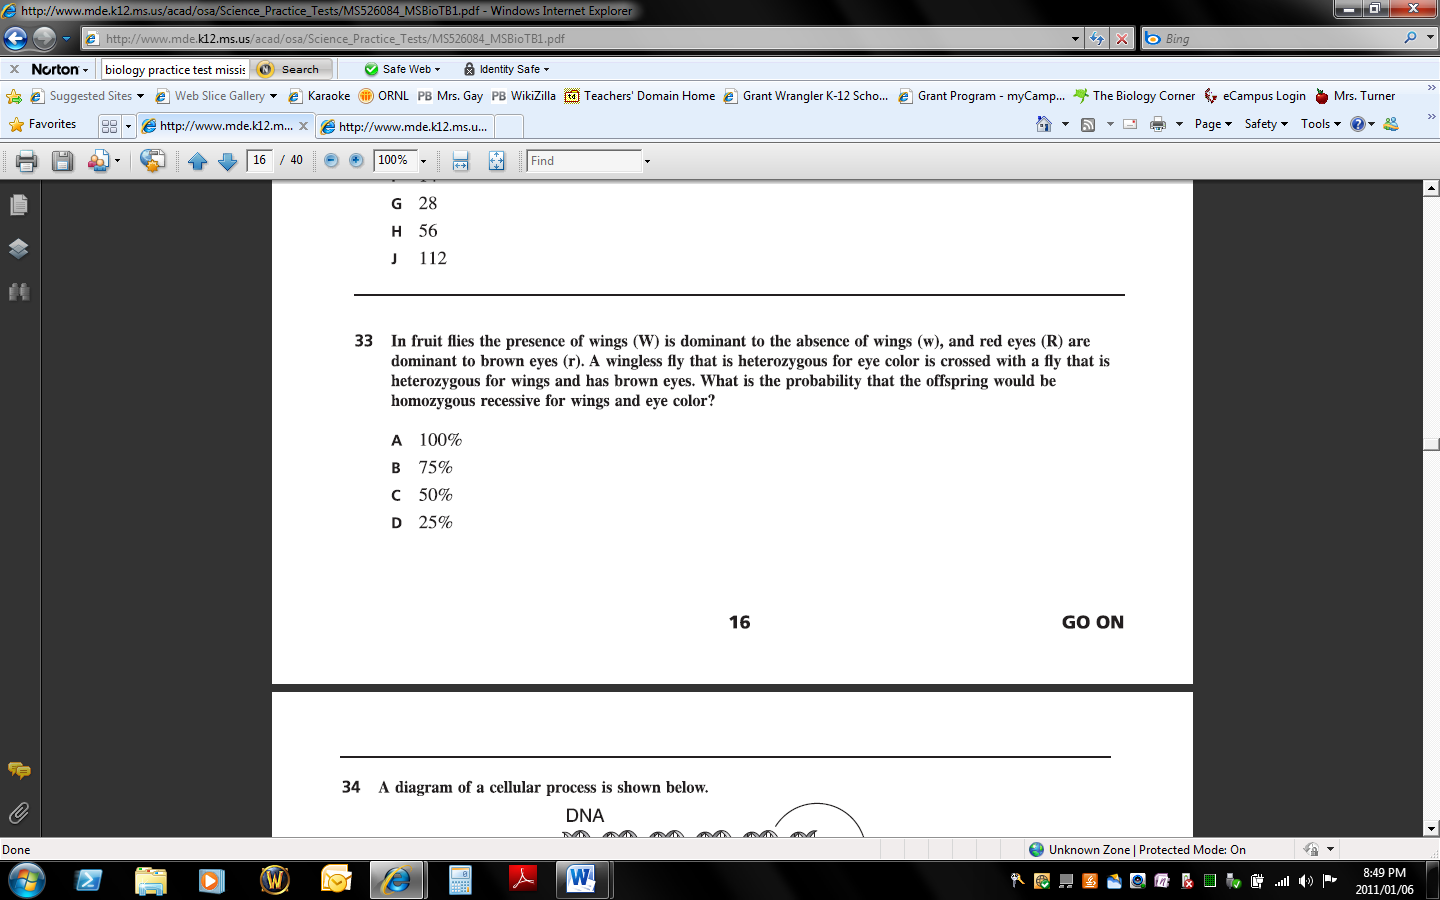 http://www.mde.k12.ms.us/acad/osa/Science_Practice_Tests/MS526084_MSBioTB1.pdf - Windows Internet Explorer
http://www.mde.k12.ms.us/acad/osa/Science_Practice_Tests/MS526084_MSBioTB1.pdf
Bing
Norton
biology practice test missis
Search
Safe Web
Identity Safe
Suggested Sites
Web Slice Gallery
Karaoke
ORNL
PB Mrs. Gay
PB WikiZilla
Teachers' Domain Home
Grant Wrangler K-12 Scho...
Grant Program - myCamp...
The Biology Corner
eCampus Login
Mrs. Turner
Favorites
http://www.mde.k12.m...
http://www.mde.k12.ms.u...
Page
Safety
Tools
16 / 40
100%
Find
G 28
H 56
J 112
33 In fruit flies the presence of wings (W) is dominant to the absence of wings (w), and red eyes (R) are
dominant to brown eyes (r). A wingless fly that is heterozygous for eye color is crossed with a fly that is
heterozygous for wings and has brown eyes. What is the probability that the offspring would be
homozygous recessive for wings and eye color?
A 100%
B 75%
C 50%
D 25%
16
GO ON
34 A diagram of a cellular process is shown below.
DNA
Done
Unknown Zone | Protected Mode: On
8:49 PM
2011/01/06